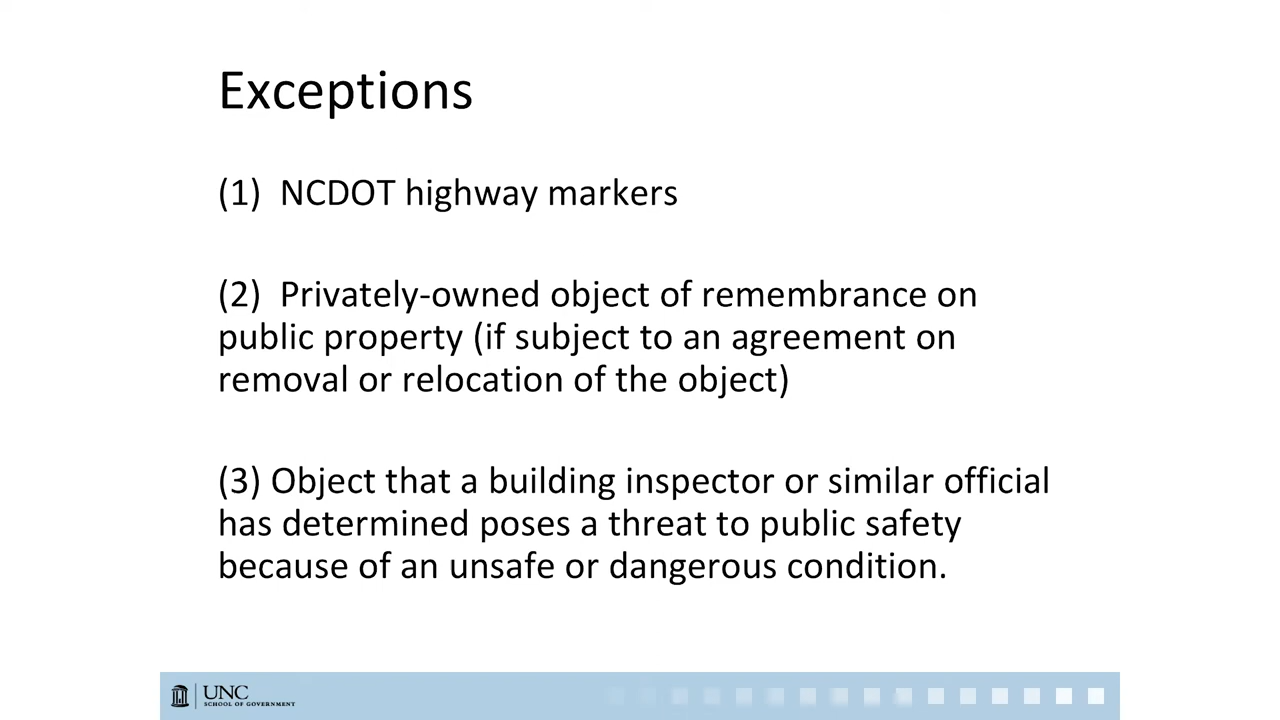 Exceptions
(1) NCDOT highway markers
(2) Privately-owned object of remembrance on
public property (if subject to an agreement on
removal or relocation of the object)
(3) Object that a building inspector or similar official
has determined poses a threat to public safety
because of an unsafe or dangerous condition.
UNC
SCHOOL OF GOVERNMENT